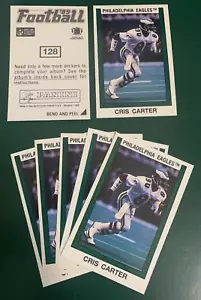 '89
Football
128
Need only a few more stickers to
complete your album? See the
album's inside back cover for
instructions.
PANINI
BEND AND PEEL
PHILADELPHIA EAGLES™
CRIS CARTER
PHILADELPHIA EAGLES™
CRIS CARTER